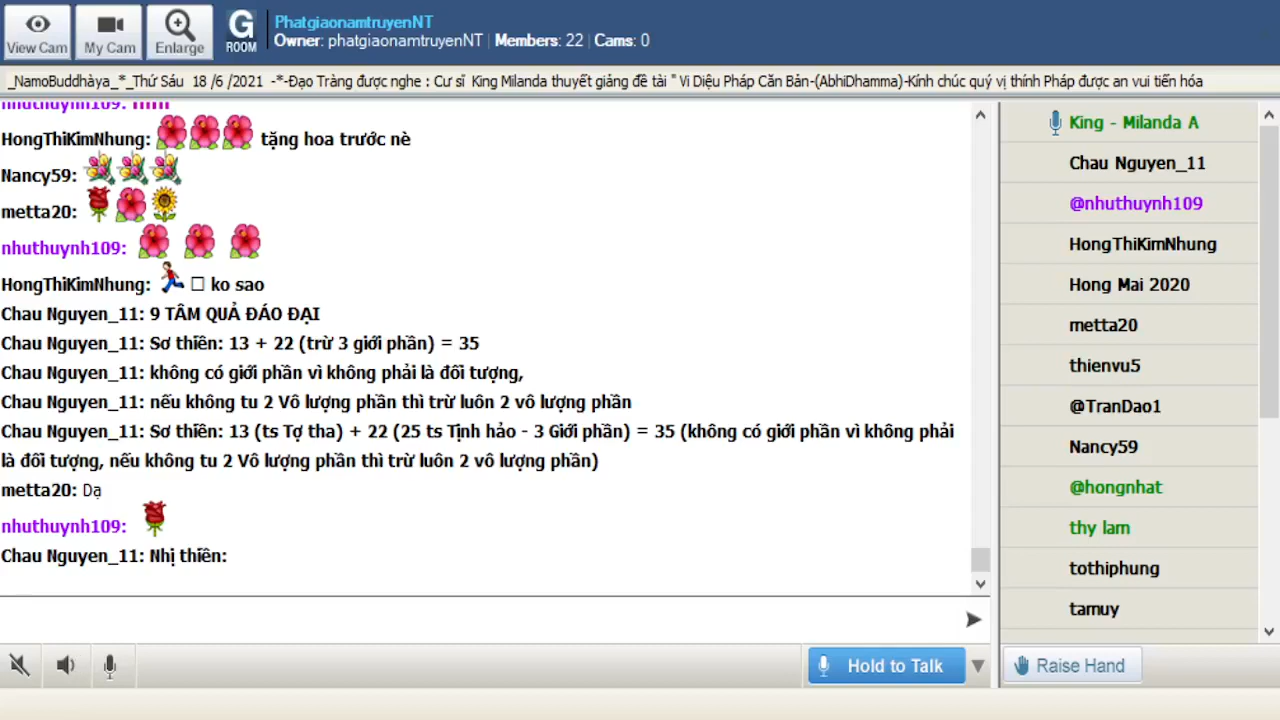 View Cam
My Cam
Enlarge
G
ROOM
PhatgiaonamtruyenNT
Owner: phatgiaonamtruyenNT | Members: 22 | Cams: 0
_NamoBuddhàya_*_Thứ Sáu 18 /6 /2021 -*-Đạo Tràng được nghe : Cư sĩ King Milanda thuyết giảng đề tài " Vi Diệu Pháp Căn Bản-(AbhiDhamma)-Kính chúc quý vị thính Pháp được an vui tiến hóa
nhuthuynh109:
HongThiKimNhung: tặng hoa trước nè
Nancy59:
metta20:
nhuthuynh109:
HongThiKimNhung: ko sao
Chau Nguyen_11: 9 TÂM QUẢ ĐÁO ĐẠI
Chau Nguyen_11: Sơ thiền: 13 + 22 (trừ 3 giới phần) = 35
Chau Nguyen_11: không có giới phần vì không phải là đối tượng,
Chau Nguyen_11: nếu không tu 2 Vô lượng phần thì trừ luôn 2 vô lượng phần
Chau Nguyen_11: Sơ thiền: 13 (ts Tợ tha) + 22 (25 ts Tịnh hảo - 3 Giới phần) = 35 (không có giới phần vì không phải
là đối tượng, nếu không tu 2 Vô lượng phần thì trừ luôn 2 vô lượng phần)
metta20: Dạ
nhuthuynh109:
Chau Nguyen_11: Nhị thiền:
King - Milanda A
Chau Nguyen_11
@nhuthuynh109
HongThiKimNhung
Hong Mai 2020
metta20
thienvu5
@TranDao1
Nancy59
@hongnhat
thy lam
tothiphung
tamuy
Hold to Talk
Raise Hand